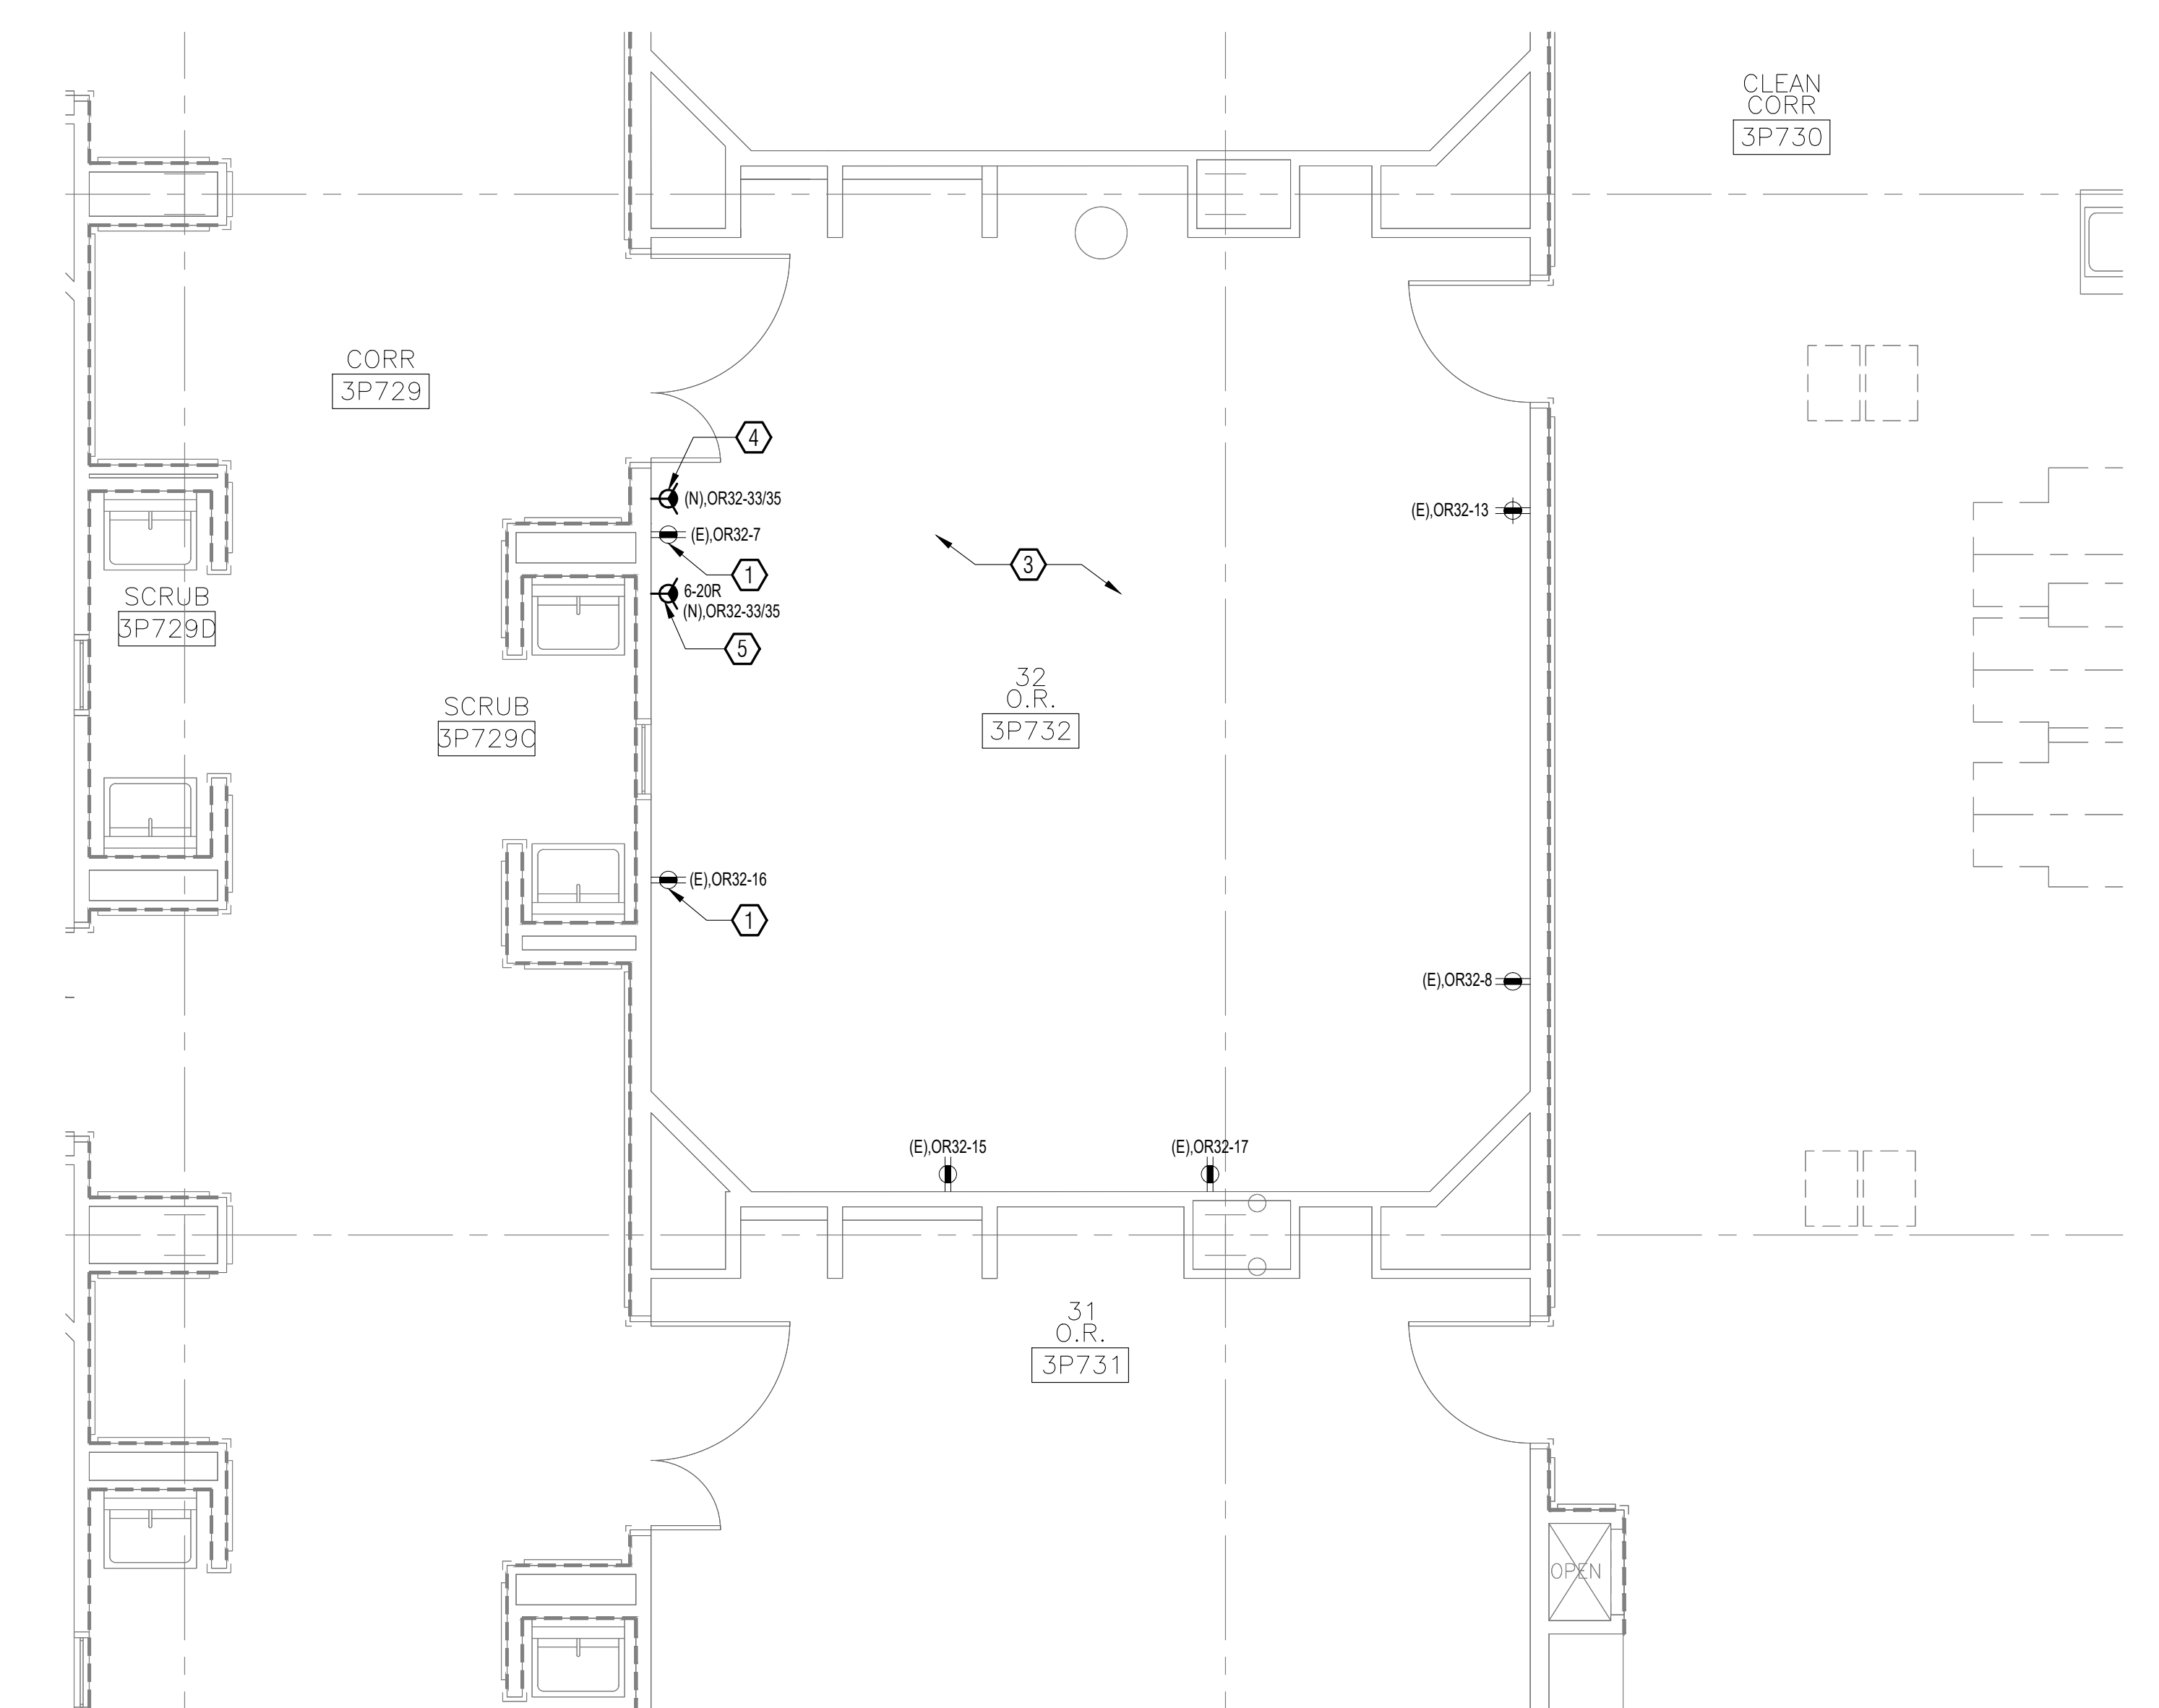 CLEAN
CORR
3P730
CORR
3P729
4
(N),OR32-33/35
(E),OR32-7
1
6-20R
(N),OR32-33/35
5
3
(E),OR32-13
SCRUB
3P729D
SCRUB
3P729C
32
O.R.
3P732
(E),OR32-16
1
(E),OR32-8
(E),OR32-15
(E),OR32-17
31
O.R.
3P731
OPEN